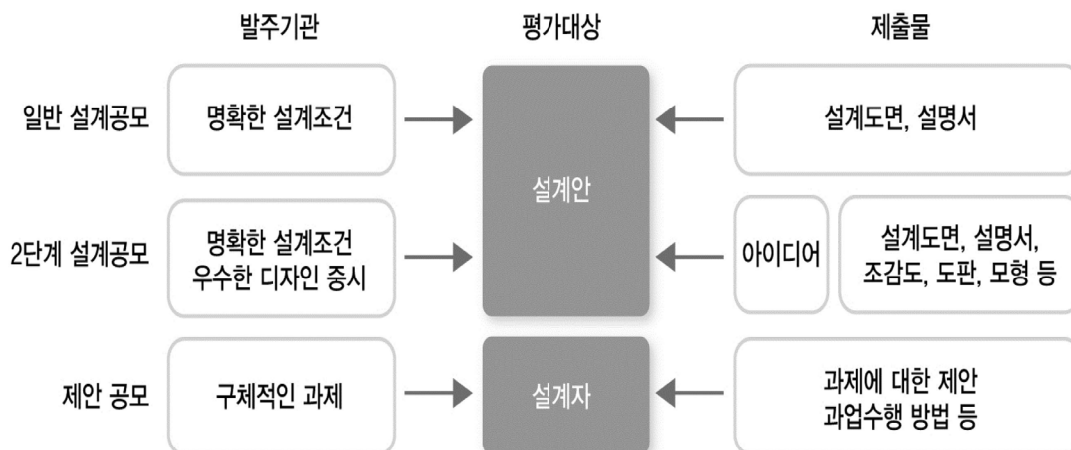 발주기관 평가대상 제출물
일반 설계공모 명확한 설계조건 설계안 설계도면, 설명서
2단계 설계공모 명확한 설계조건
우수한 디자인 중시
아이디어 설계도면, 설명서,
조감도, 도판, 모형 등
제안 공모 구체적인 과제 설계자 과제에 대한 제안
과업수행 방법 등